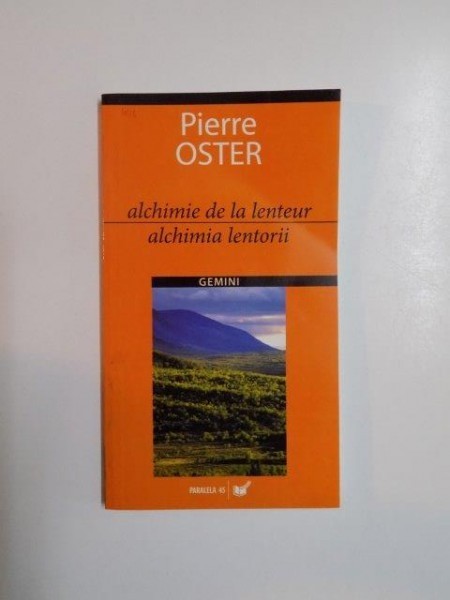 Pierre
OSTER
alchimie de la lenteur
alchimia lentorii
GEMINI
PARALELA 45